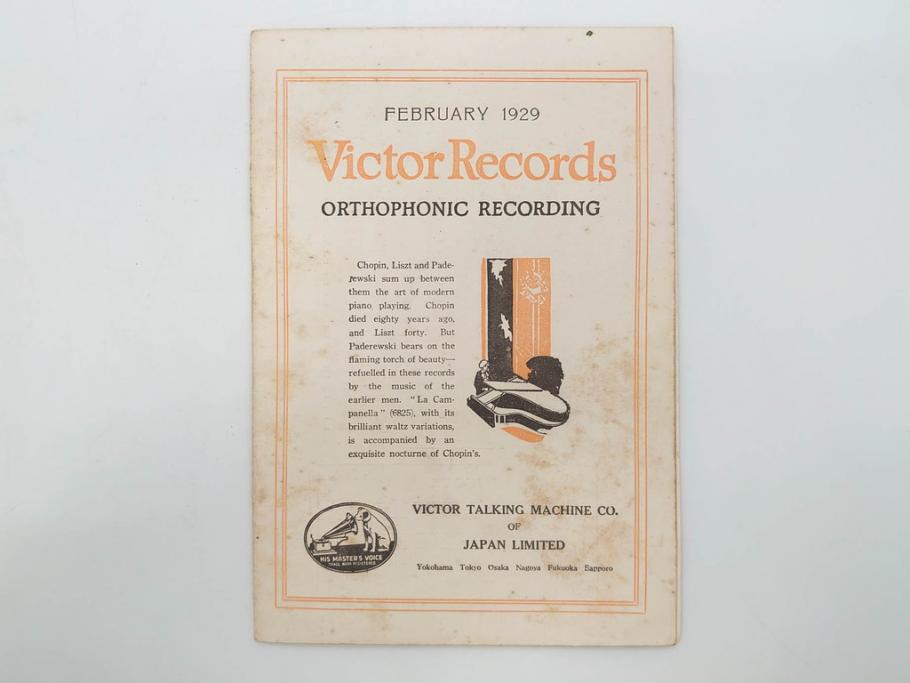 FEBRUARY 1929
Victor Records
ORTHOPHONIC RECORDING
Chopin, Liszt and Pade-
rewski sum up between
them the art of modern
piano playing. Chopin
died eighty years ago,
and Liszt forty. But
Paderewski bears on the
flaming torch of beauty—
refuelled in these records
by the music of the
earlier men. "La Cam-
panella" (6825), with its
brilliant waltz variations,
is accompanied by an
exquisite nocturne of Chopin's.
HIS MASTER'S VOICE
TRADE MARK REGISTERED
VICTOR TALKING MACHINE CO.
OF
JAPAN LIMITED
Yokohama Tokyo Osaka Nagoya Fukuoka Sapporo